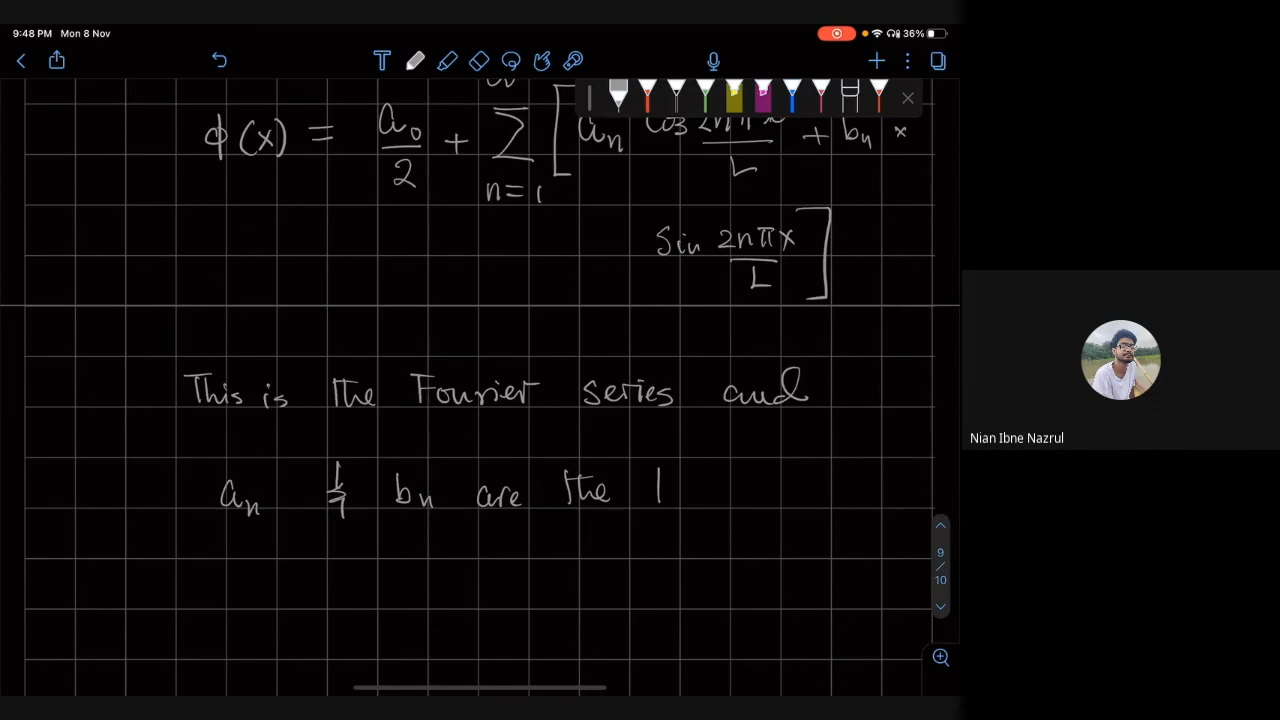 9:48 PM Mon 8 Nov
36%
T
ϕ(x) = a₀/2 + ∑ n=1 [aₙ cos 2nπx/L + bₙ ×
Sin 2nπx/L]
This is the Fourier series and
aₙ & bₙ are the
9
/
10
Nian Ibne Nazrul